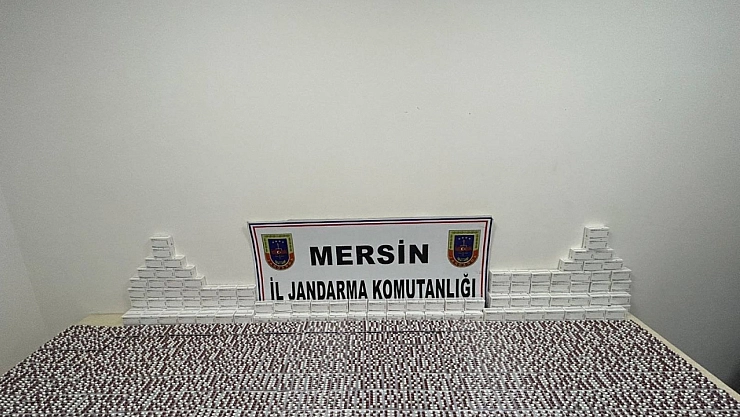 MERSİN
İL JANDARMA KOMUTANLIĞI